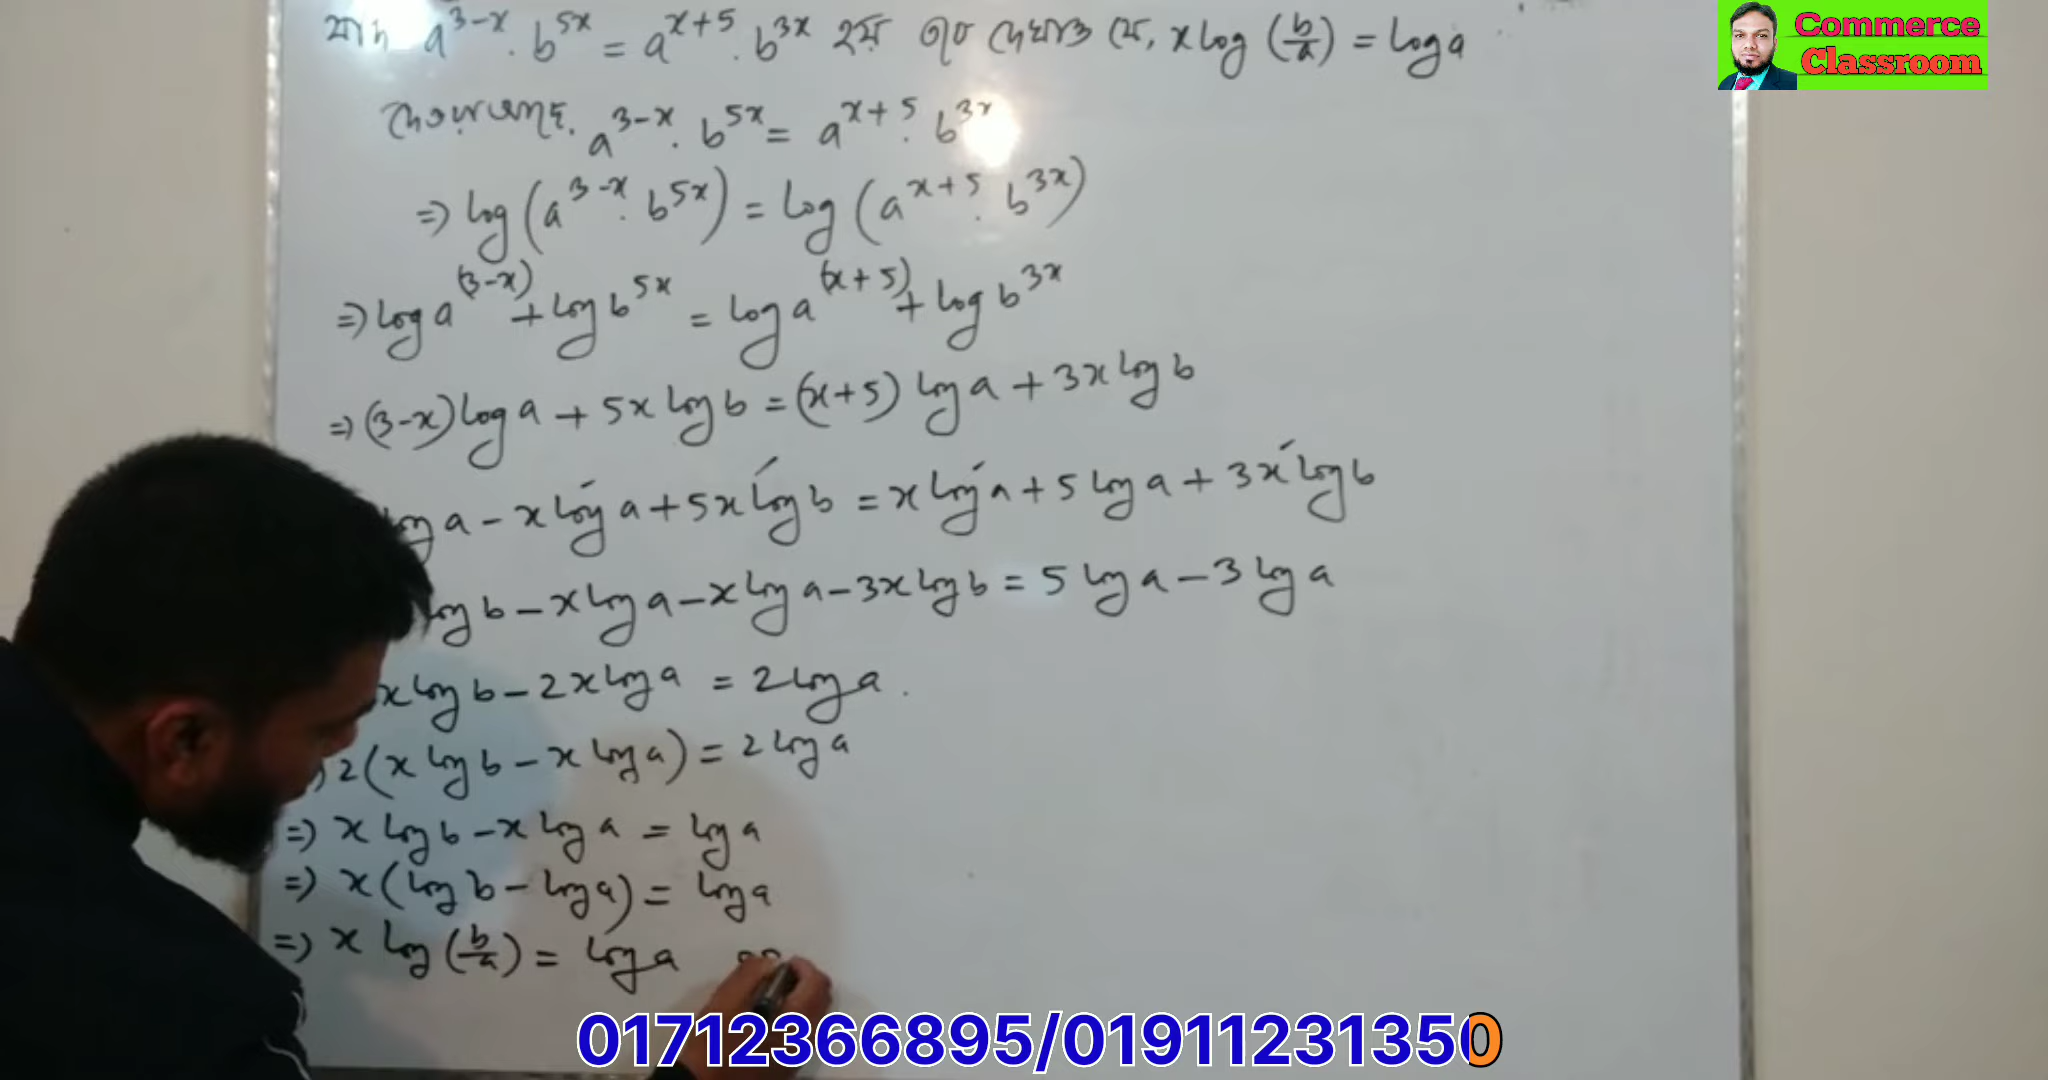 যদি a^{3-x} . b^{5x} = a^{x+5} . b^{3x} হয় তবে দেখাও যে, x log (b/a) = log a
দেওয়া আছে, a^{3-x} . b^{5x} = a^{x+5} . b^{3x}
⇒ log (a^{3-x} . b^{5x}) = log (a^{x+5} . b^{3x})
⇒ log a^{(3-x)} + log b^{5x} = log a^{(x+5)} + log b^{3x}
⇒ (3-x) log a + 5x log b = (x+5) log a + 3x log b
log a - x log a + 5x log b = x log a + 5 log a + 3x log b
log b - x log a - x log a - 3x log b = 5 log a - 3 log a
x log b - 2x log a = 2 log a .
2 (x log b - x log a) = 2 log a
⇒ x log b - x log a = log a
⇒ x (log b - log a) = log a
⇒ x log (b/a) = log a
Commerce
Classroom
01712366895/01911231350